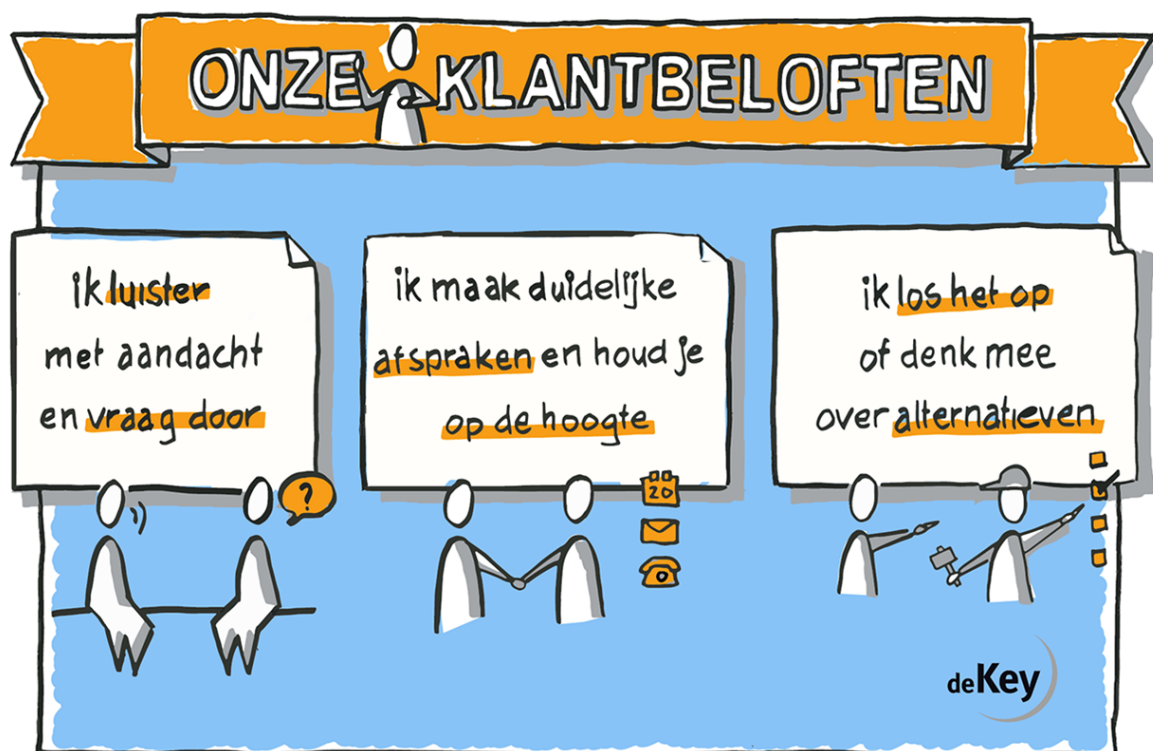 ONZE KLANTBELOFTEN
ik luister
met aandacht
en vraag door
ik maak duidelijke
afspraken en houd je
op de hoogte
ik los het op
of denk mee
over alternatieven
?
20
deKey